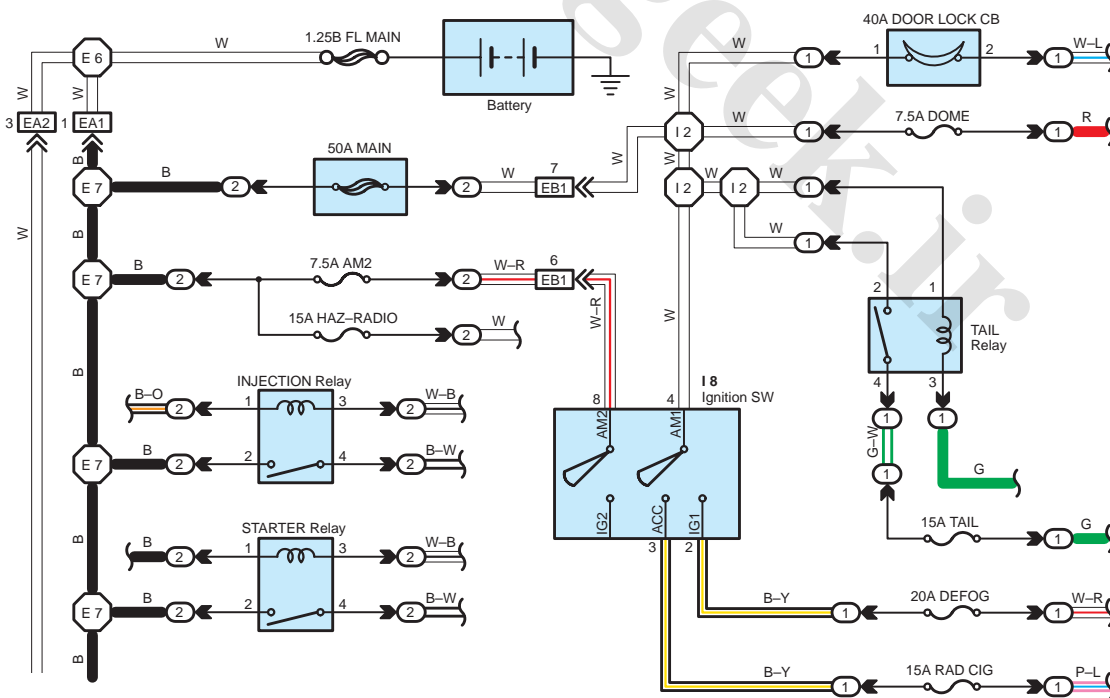 40A DOOR LOCK CB
1.25B FL MAIN
W
W
1
2
1
1
W–L
E 6
Battery
W
W
W
7.5A DOME
R
3 EA2
1 EA1
I 2
W
1
1
B
50A MAIN
7
W
W
E 7
B
2
2
W
EB1
I 2
W
I 2
W
1
W
B
W
1
W
7.5A AM2
6
E 7
B
2
2
W–R
EB1
2
1
15A HAZ–RADIO
2
W
W–R
W
TAIL
Relay
4
3
B
INJECTION Relay
I 8
Ignition SW
B–O
2
1
3
2
W–B
8
4
1
1
AM2
AM1
G–W
E 7
B
2
2
4
2
B–W
1
G
IG2
ACC
IG1
15A TAIL
1
G
B
STARTER Relay
3
2
B
2
1
3
2
W–B
E 7
B
2
2
4
2
B–W
B–Y
1
20A DEFOG
1
W–R
B
B–Y
1
15A RAD CIG
1
P–L
geek.ir